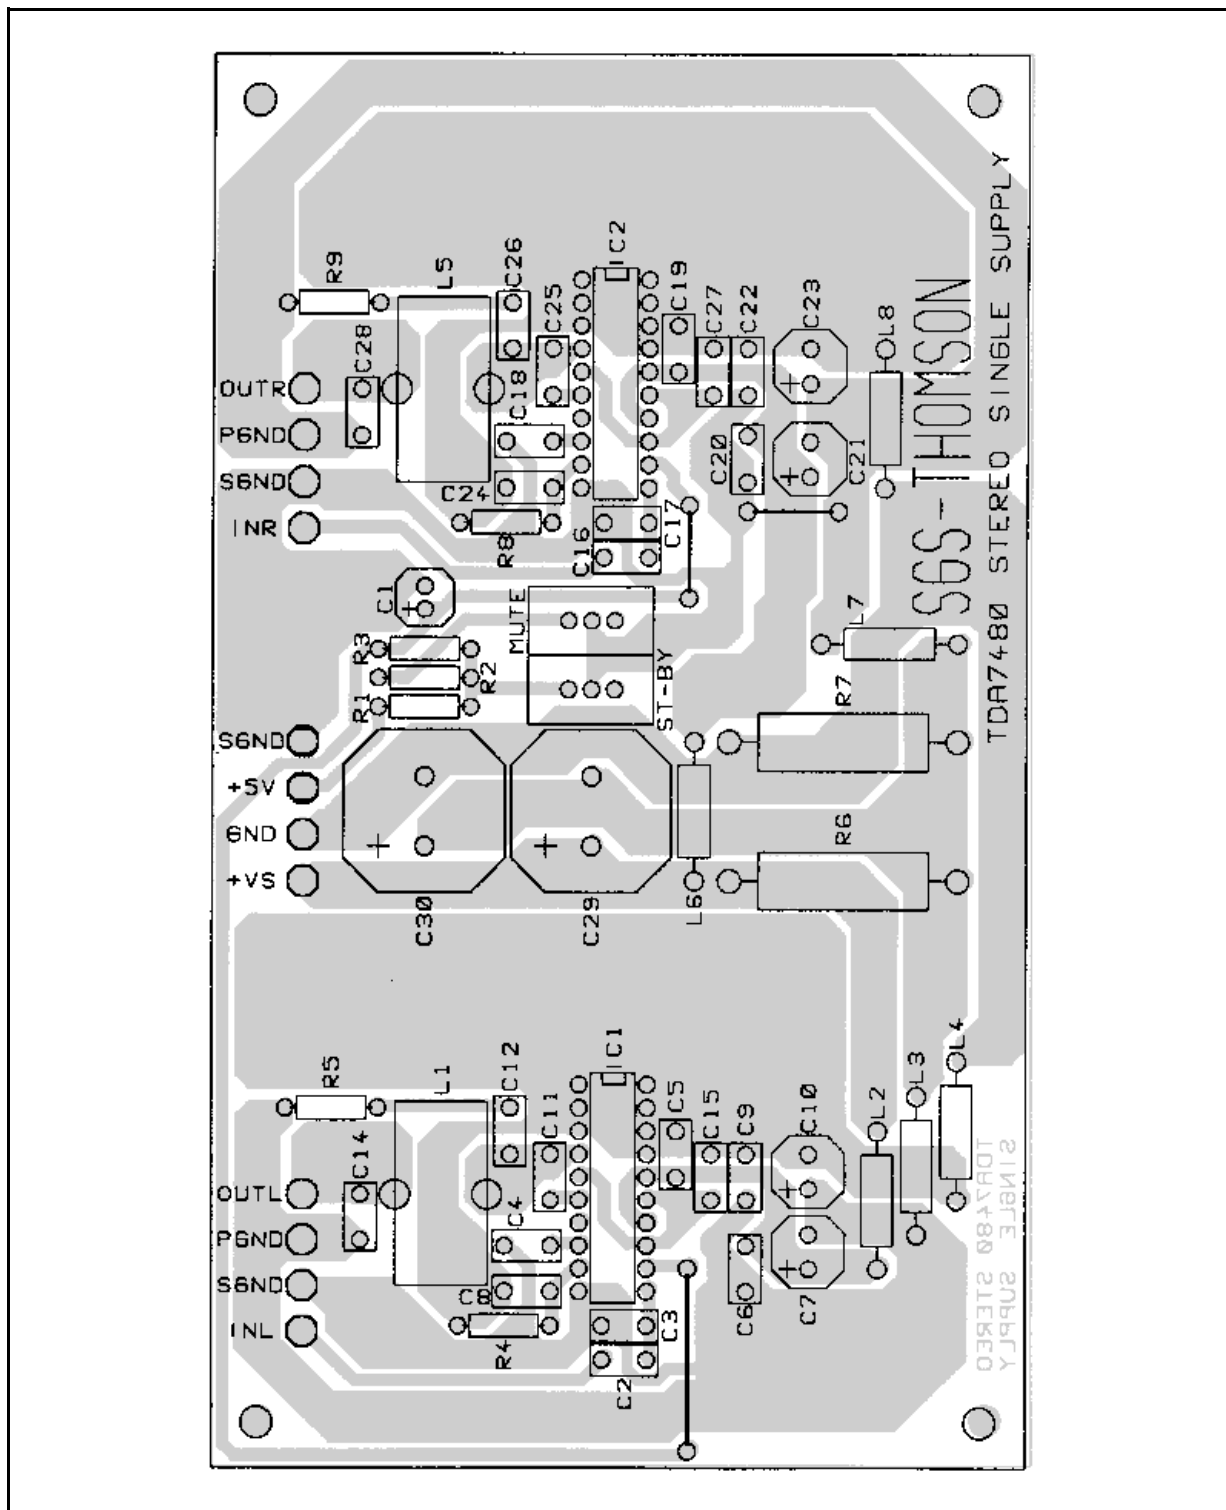 R9
L5
C26
IC2
C25
C19
C27
C22
C23
L8
C28
OUTR
C18
PGND
SGND
C24
C20
C21
INR
R8
C16
C17
C1
MUTE
R3
R2
R1
ST-BY
L7
R7
SGS-THOMSON
TDA7480 STEREO SINGLE SUPPLY
SGND
+5V
GND
+VS
R6
C30
C29
L6
R5
L1
C12
IC1
C11
C5
C15
C9
C10
L2
L3
L4
C14
OUTL
C4
PGND
SGND
C8
C6
C7
INL
R4
C3
C2
TDA7480 STEREO
SINGLE SUPPLY